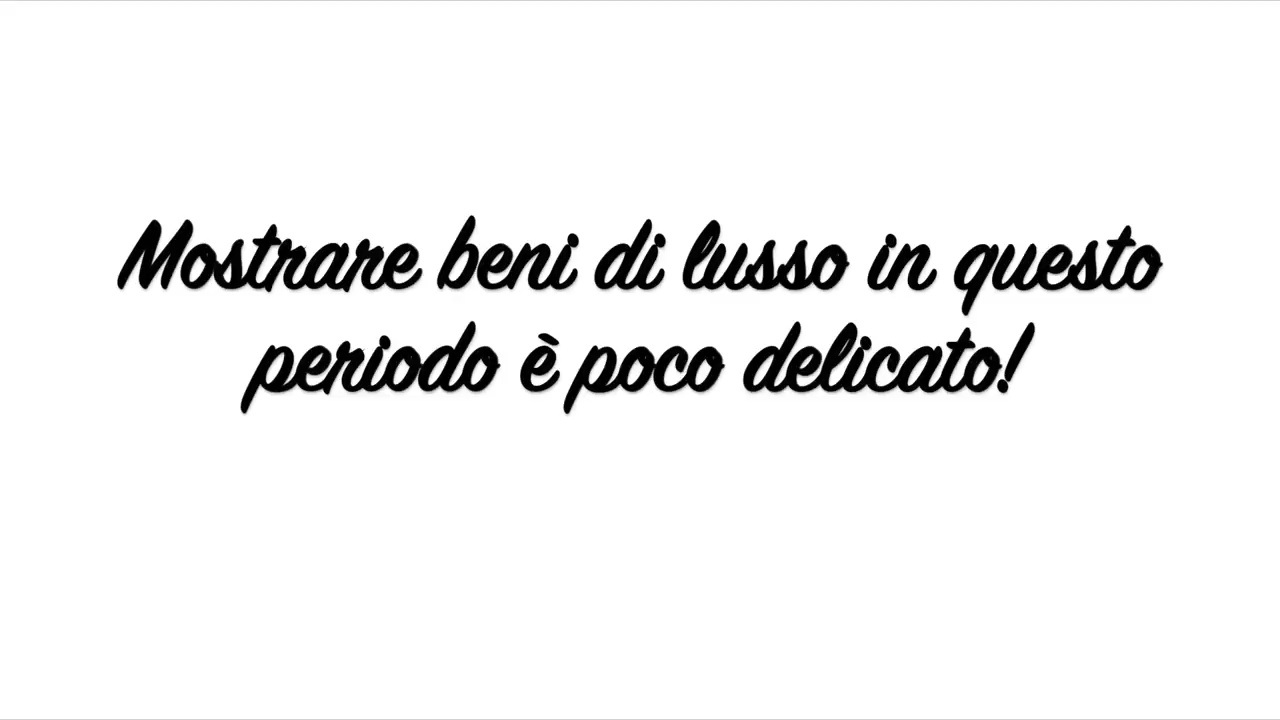 Mostrare beni di lusso in questo
periodo è poco delicato!